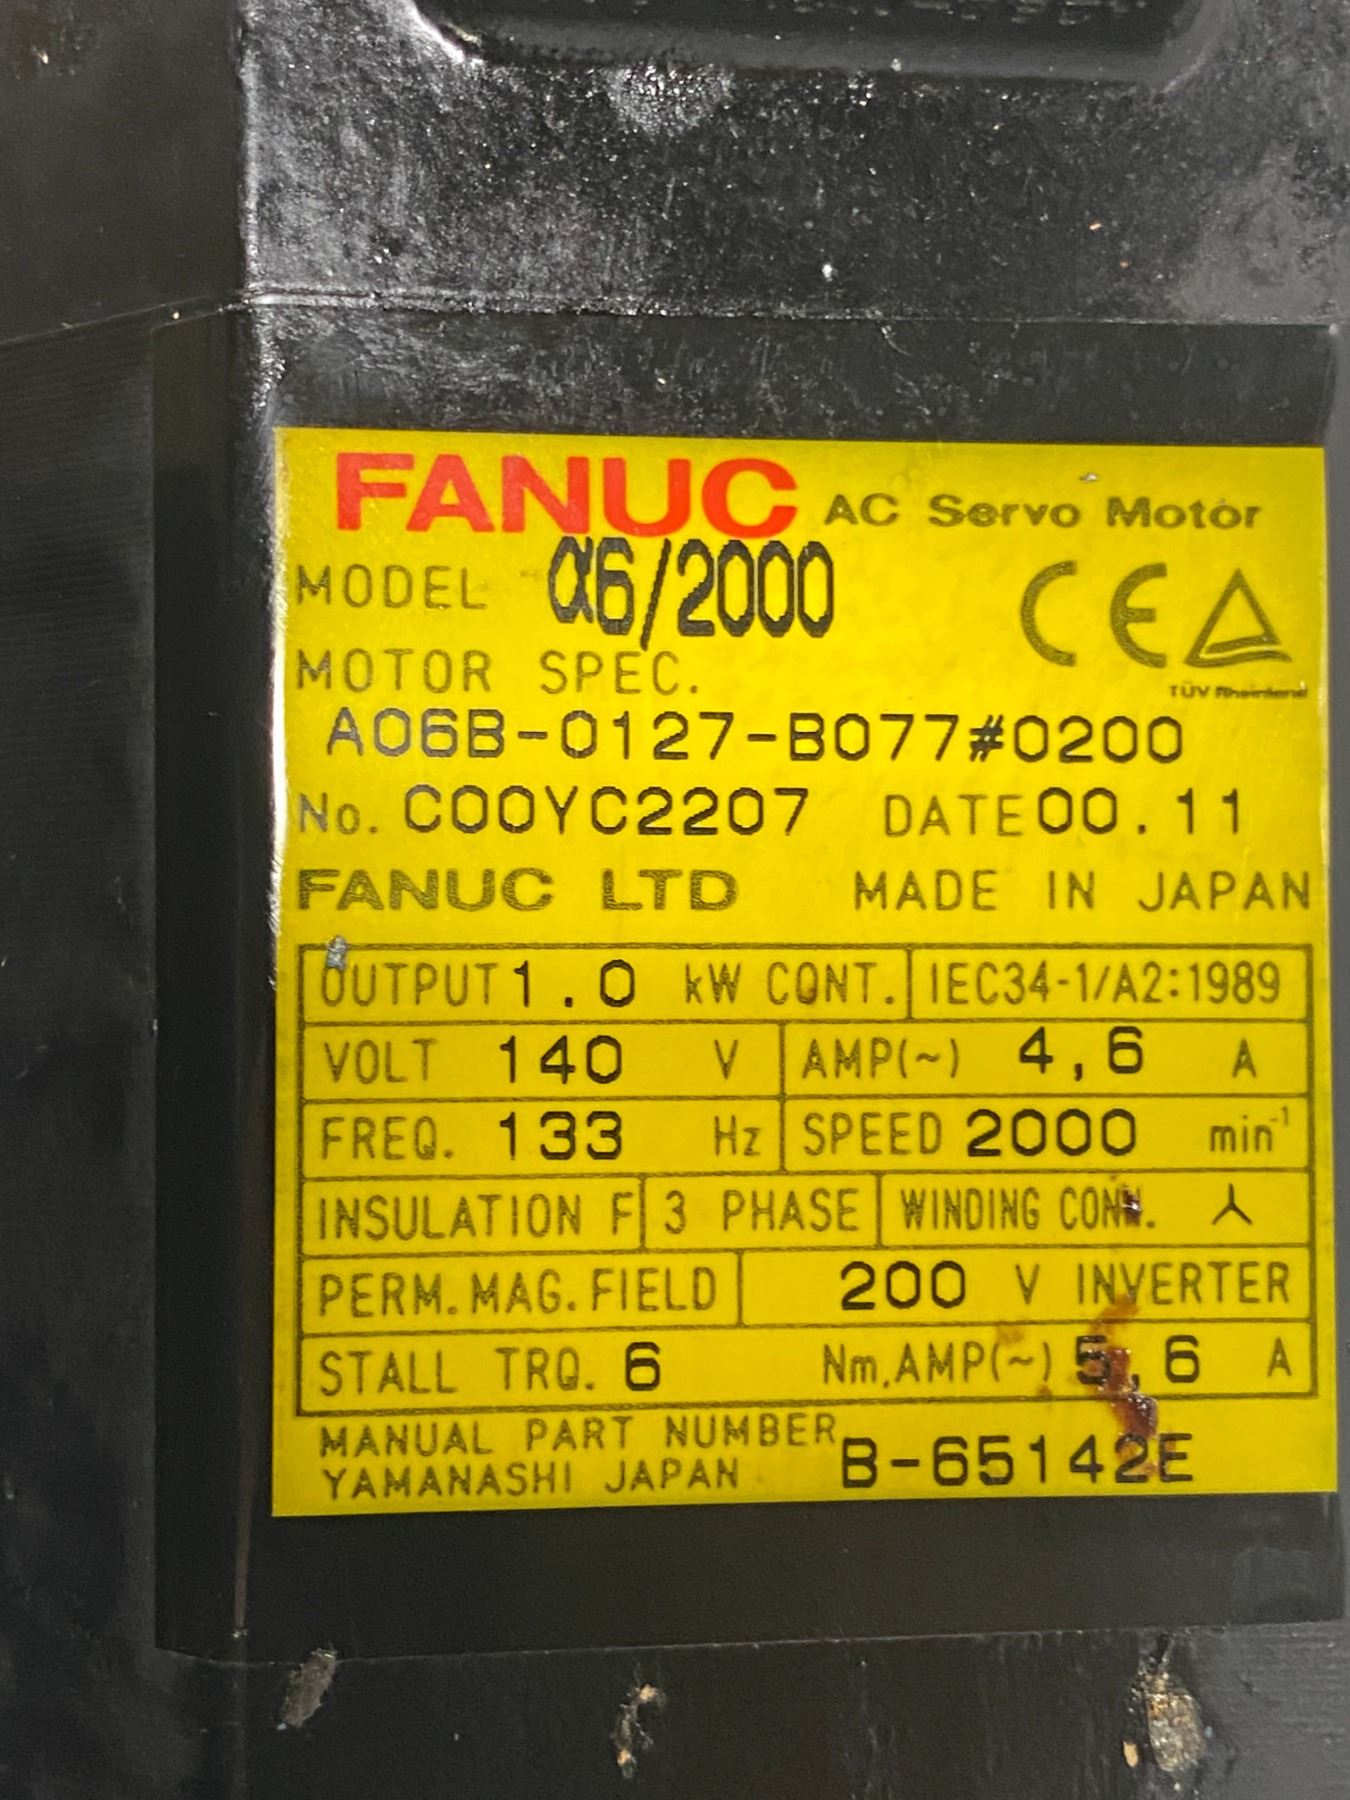 FANUC AC Servo Motor
MODEL α6/2000
CE
TÜV Rheinland
MOTOR SPEC.
A06B-0127-B077#0200
No. C00YC2207 DATE 00.11
FANUC LTD MADE IN JAPAN
OUTPUT 1.0 kW CONT. IEC34-1/A2:1989
VOLT 140 V AMP(~) 4,6 A
FREQ. 133 Hz SPEED 2000 min⁻¹
INSULATION F 3 PHASE WINDING CONN.
PERM.MAG.FIELD 200 V INVERTER
STALL TRQ. 6 Nm,AMP(~) 5,6 A
MANUAL PART NUMBER B-65142E
YAMANASHI JAPAN